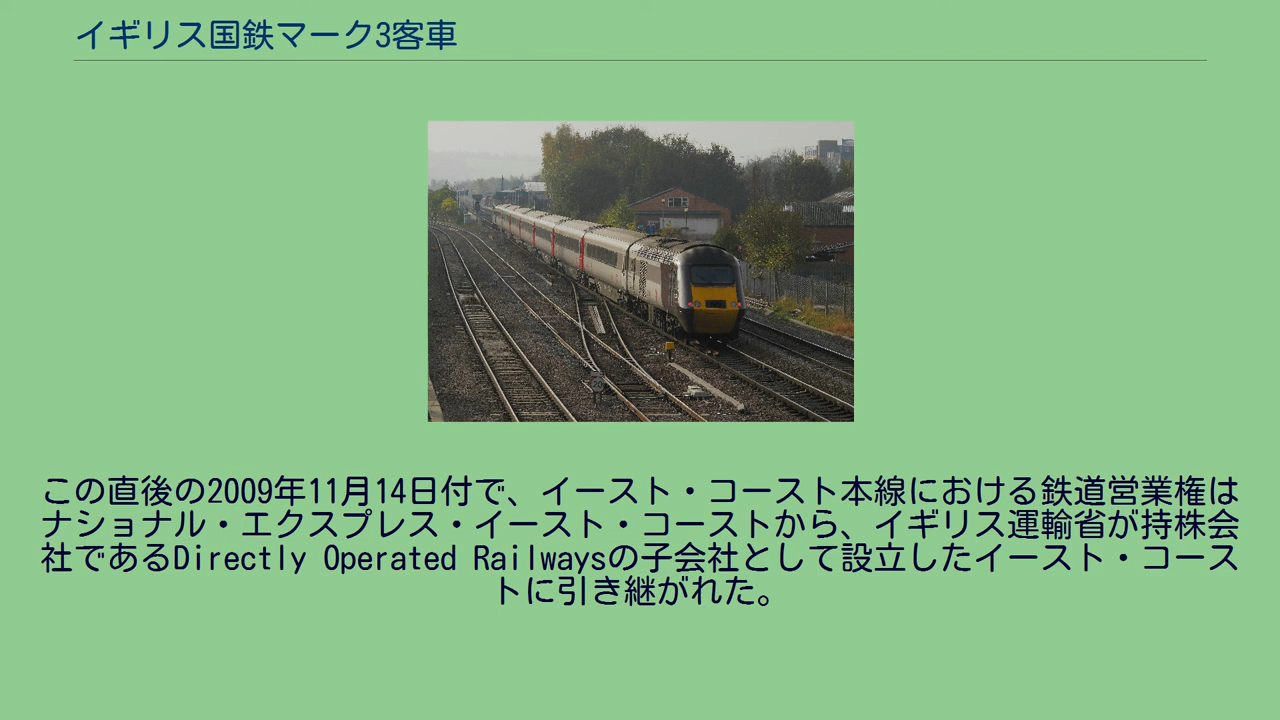 イギリス国鉄マーク3客車
この直後の2009年11月14日付で、イースト・コースト本線における鉄道営業権は
ナショナル・エクスプレス・イースト・コーストから、イギリス運輸省が持株会
社であるDirectly Operated Railwaysの子会社として設立したイースト・コース
トに引き継がれた。